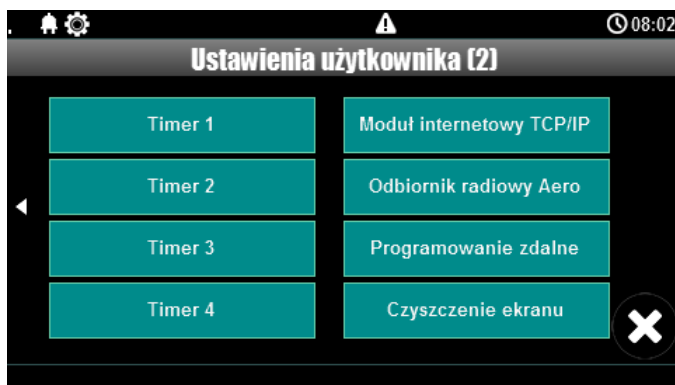 08:02
Ustawienia użytkownika (2)
Timer 1
Moduł internetowy TCP/IP
Timer 2
Odbiornik radiowy Aero
Timer 3
Programowanie zdalne
Timer 4
Czyszczenie ekranu